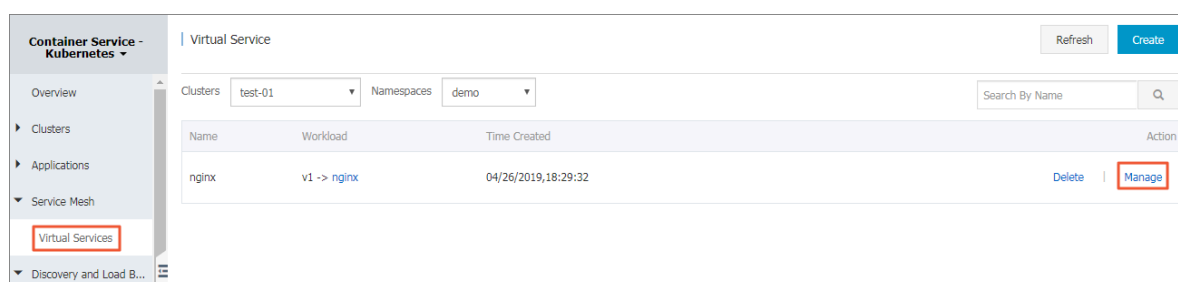 Container Service -
Kubernetes
Virtual Service
Refresh
Create
Overview
Clusters
test-01
Namespaces
demo
Search By Name
Clusters
Name
Workload
Time Created
Action
Applications
nginx
v1 -> nginx
04/26/2019,18:29:32
Delete
Manage
Service Mesh
Virtual Services
Discovery and Load B...